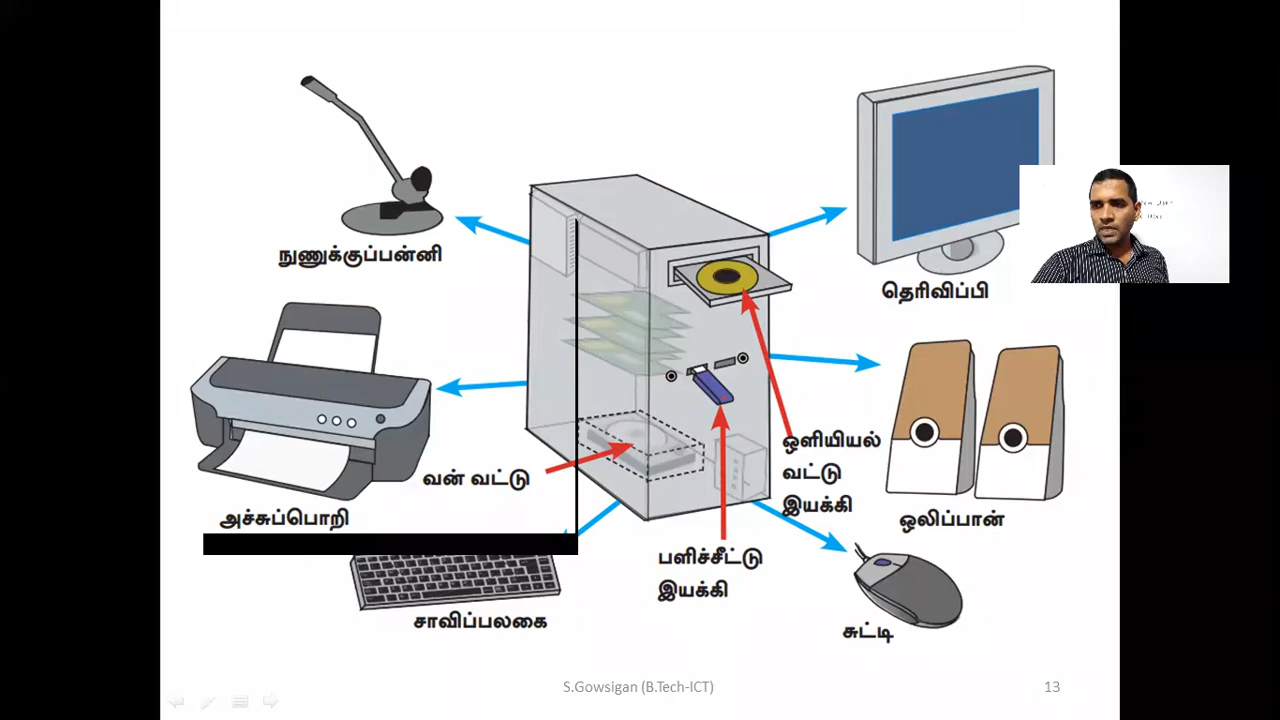 நுணுக்குப்பன்னி
தெரிவிப்பி
ஒளியியல்
வட்டு
இயக்கி
வன் வட்டு
அச்சுப்பொறி
ஒலிப்பான்
பளிச்சீட்டு
இயக்கி
சாவிப்பலகை
சுட்டி
S.Gowsigan (B.Tech-ICT)
13